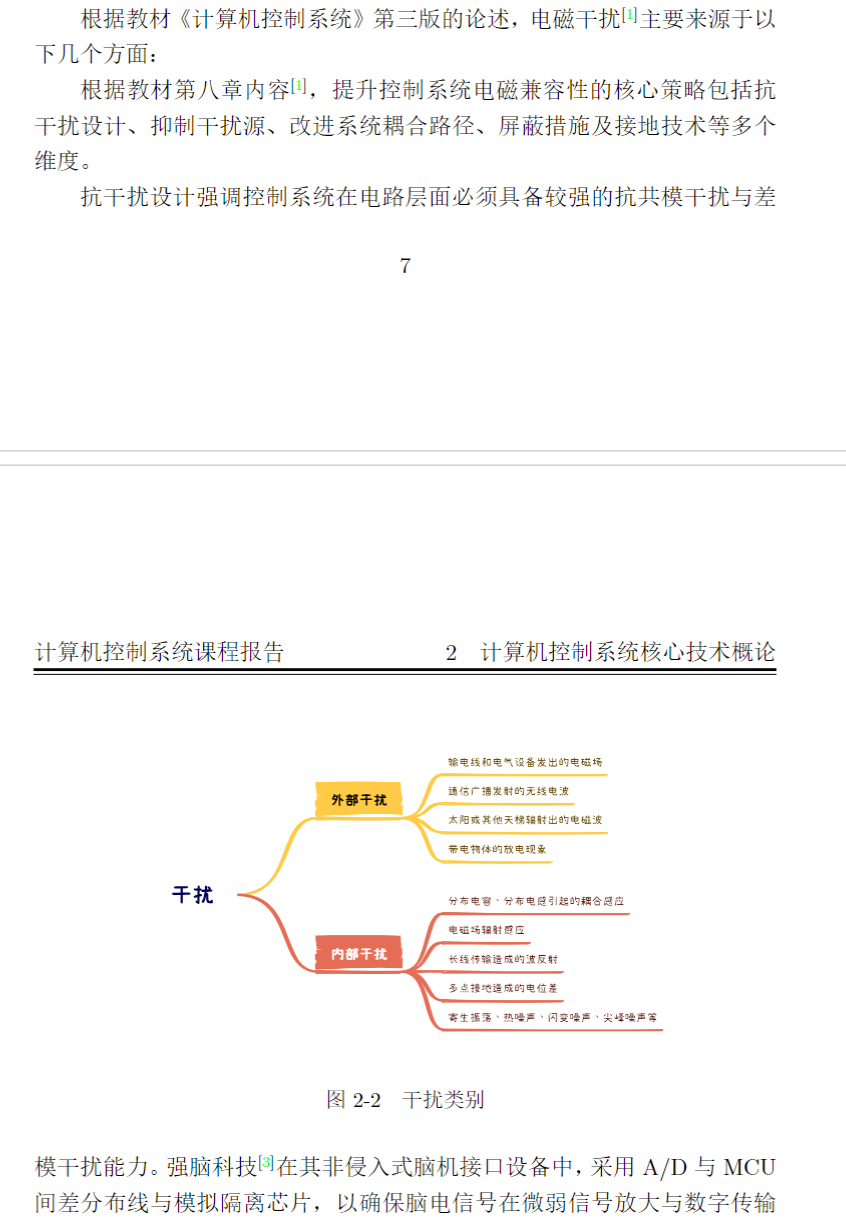 根据教材《计算机控制系统》第三版的论述，电磁干扰[1]主要来源于以
下几个方面：
根据教材第八章内容[1]，提升控制系统电磁兼容性的核心策略包括抗
干扰设计、抑制干扰源、改进系统耦合路径、屏蔽措施及接地技术等多个
维度。
抗干扰设计强调控制系统在电路层面必须具备较强的抗共模干扰与差
7
计算机控制系统课程报告
2 计算机控制系统核心技术概论
干扰
外部干扰
输电线和电气设备发出的电磁场
通信广播发射的无线电波
太阳或其他天梯辐射出的电磁波
带电物体的放电现象
内部干扰
分布电容、分布电感引起的耦合感应
电磁场辐射感应
长线传输造成的波反射
多点接地造成的电位差
寄生振荡、热噪声、闪变噪声、尖峰噪声等
图 2-2 干扰类别
模干扰能力。强脑科技[3]在其非侵入式脑机接口设备中，采用 A/D 与 MCU
间差分布线与模拟隔离芯片，以确保脑电信号在微弱信号放大与数字传输